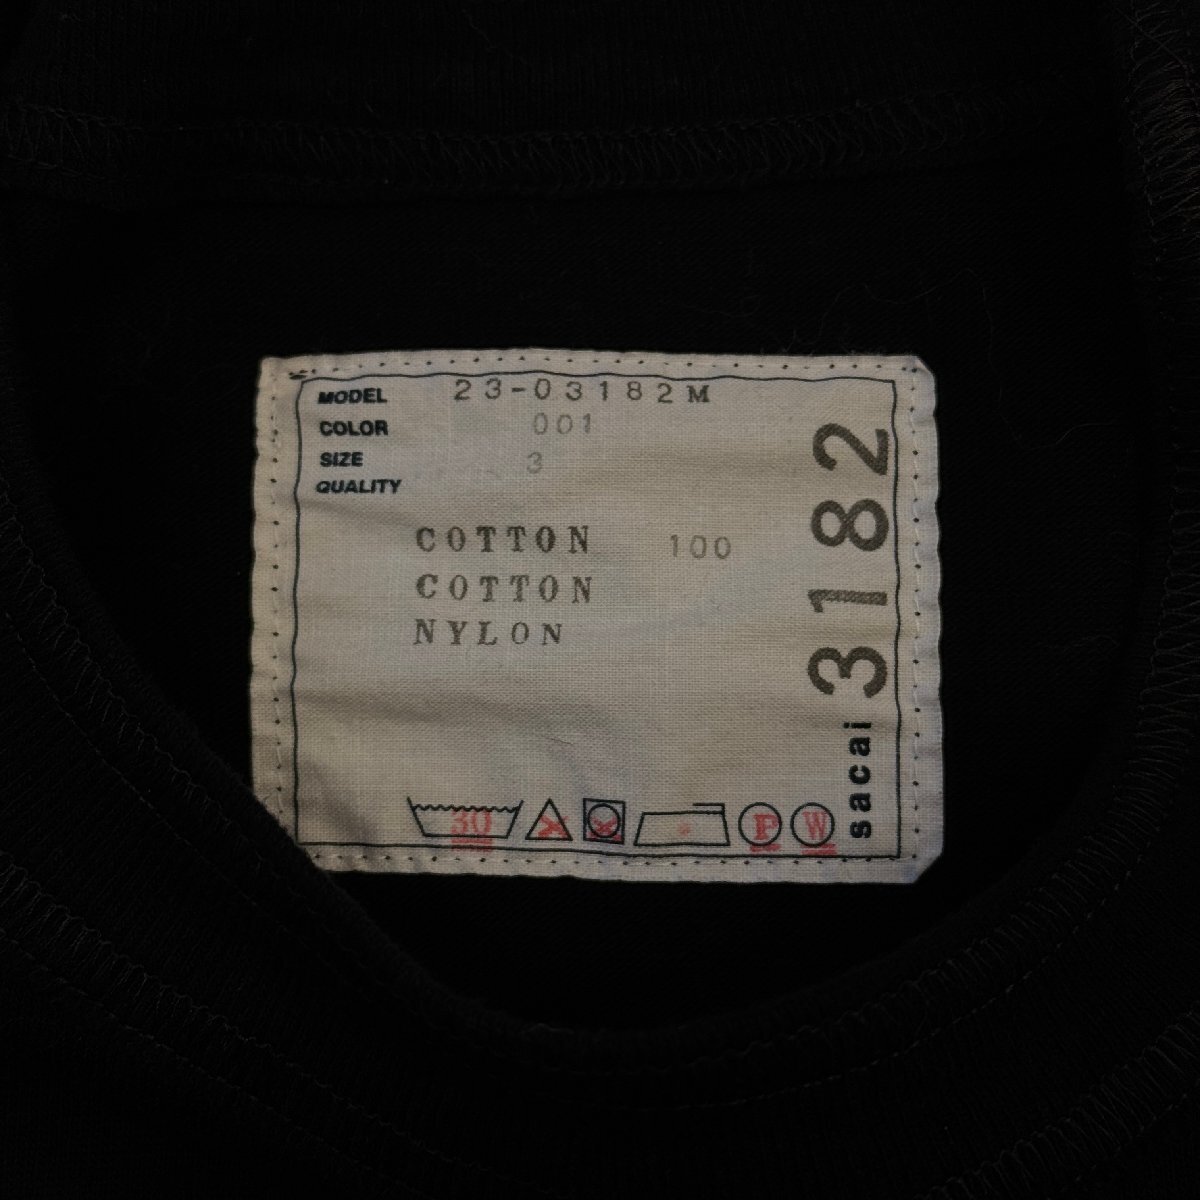 MODEL 23-03182M
COLOR 001
SIZE 3
QUALITY
COTTON 100
COTTON
NYLON
30 P W
sacai 3182